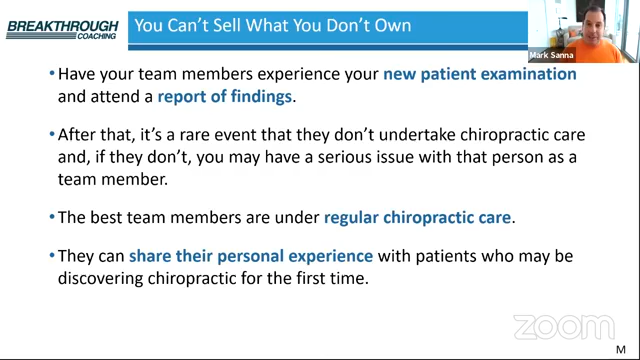 BREAKTHROUGH
COACHING
You Can't Sell What You Don't Own
Mark Sanna
• Have your team members experience your new patient examination
and attend a report of findings.
• After that, it's a rare event that they don't undertake chiropractic care
and, if they don't, you may have a serious issue with that person as a
team member.
• The best team members are under regular chiropractic care.
• They can share their personal experience with patients who may be
discovering chiropractic for the first time.
zoom
M